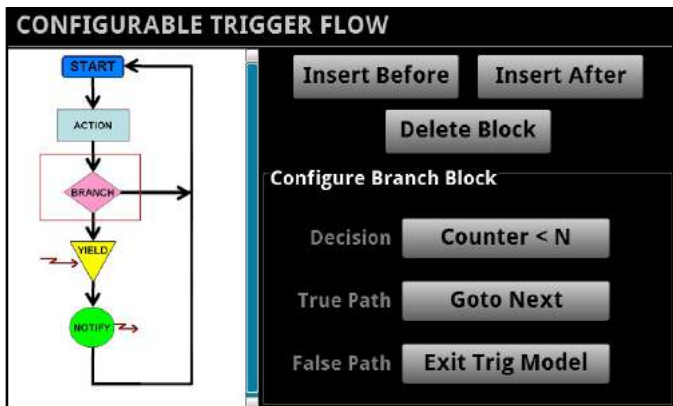 CONFIGURABLE TRIGGER FLOW
START
ACTION
BRANCH
YIELD
NOTIFY
Insert Before
Insert After
Delete Block
Configure Branch Block
Decision
Counter < N
True Path
Goto Next
False Path
Exit Trig Model